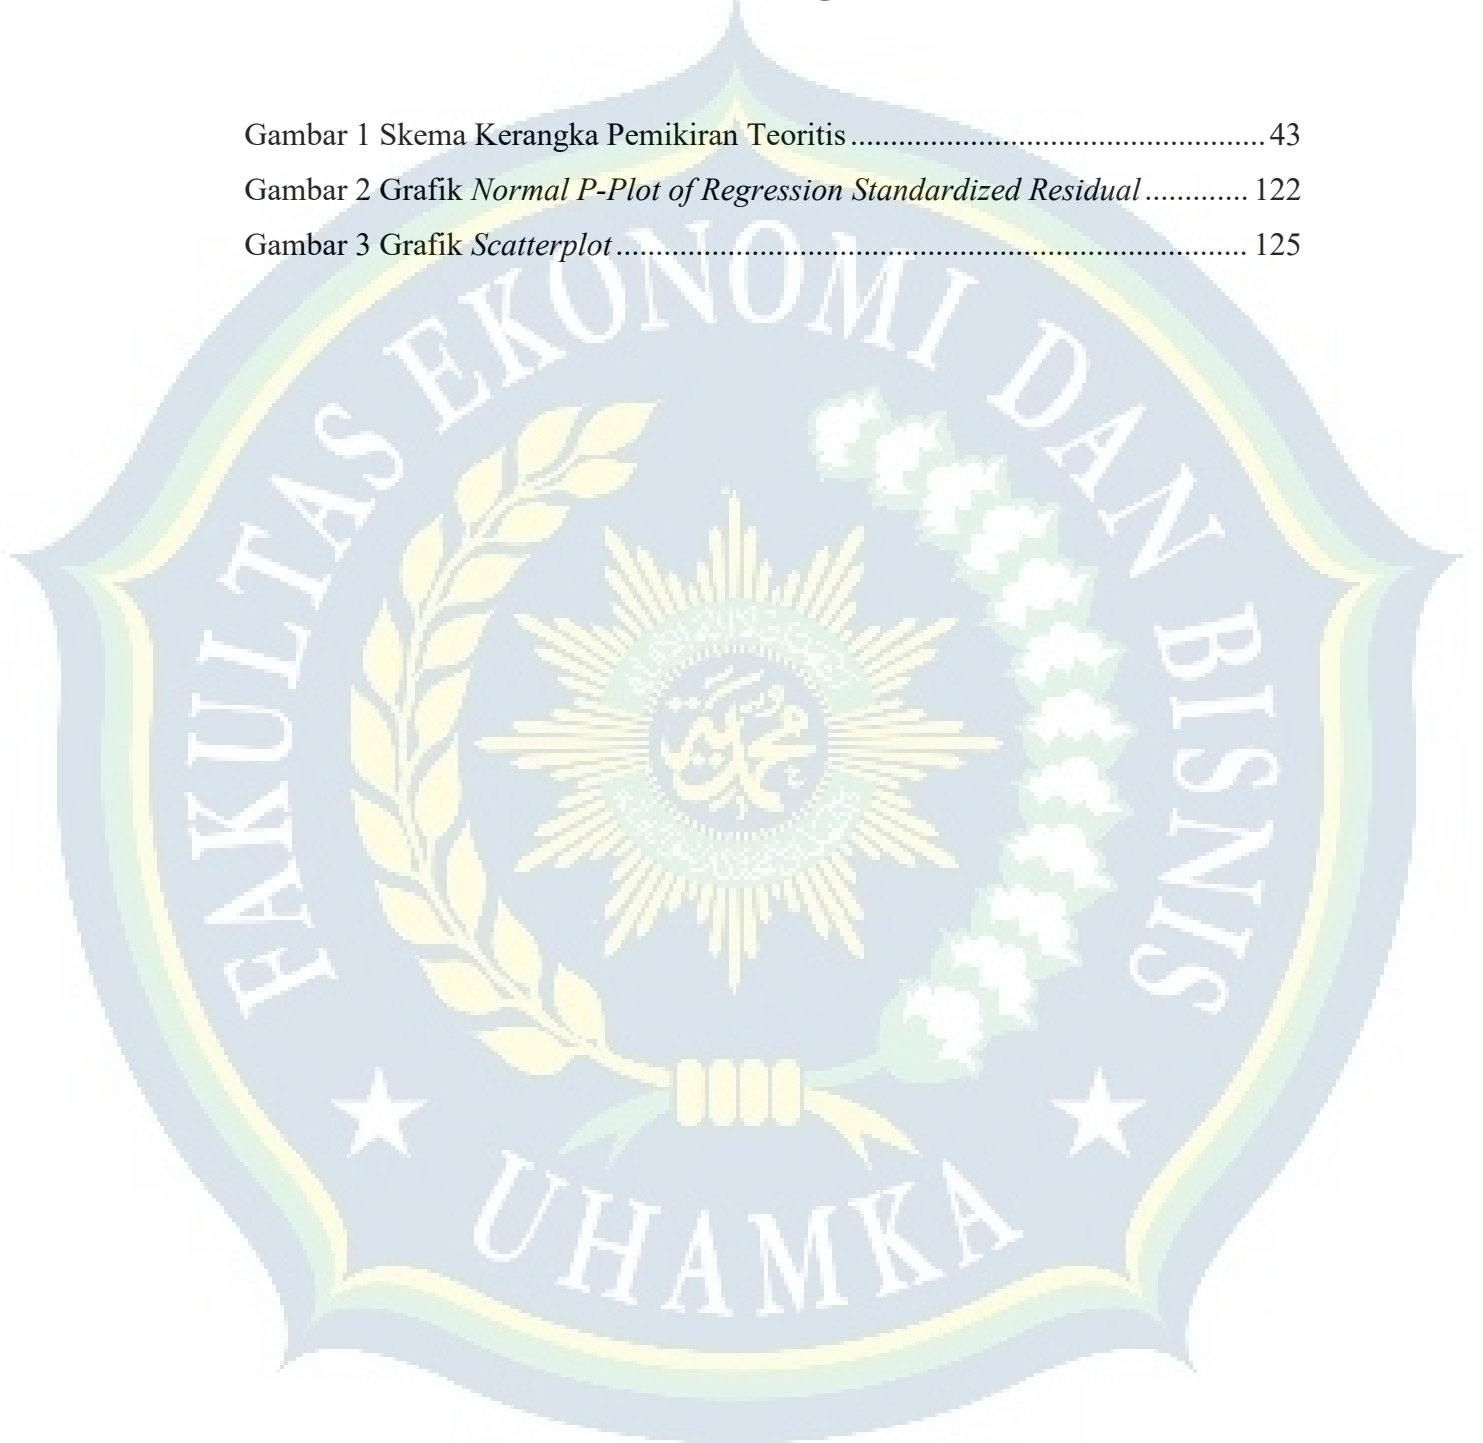 Gambar 1 Skema Kerangka Pemikiran Teoritis .................................................... 43
Gambar 2 Grafik Normal P-Plot of Regression Standardized Residual ............. 122
Gambar 3 Grafik Scatterplot ............................................................................... 125
FAKULTAS EKONOMI DAN BISNIS
محمدية
UHAMKA